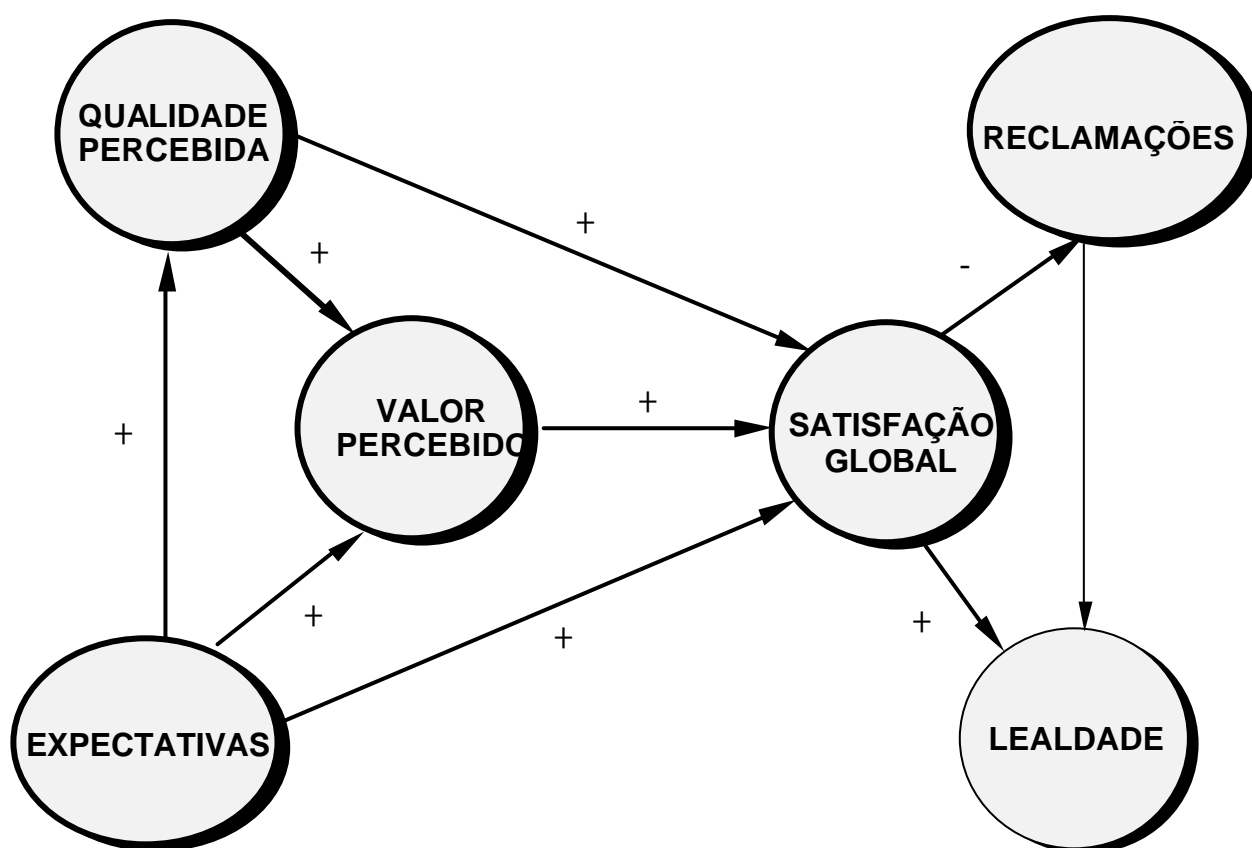 QUALIDADE
PERCEBIDA
RECLAMAÇÕES
+
+
-
VALOR
PERCEBIDO
+
+
SATISFAÇÃO
GLOBAL
+
+
+
EXPECTATIVAS
LEALDADE